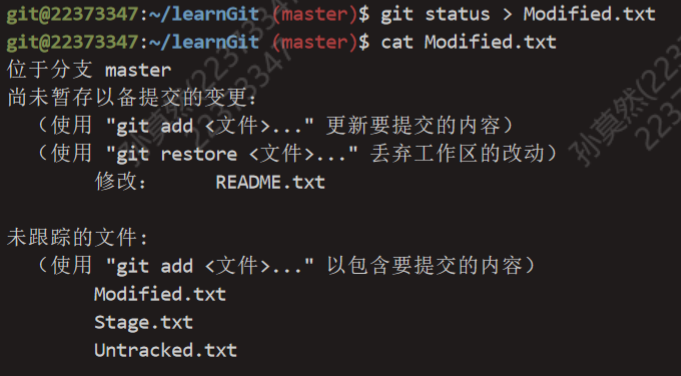 git@22373347:~/learnGit (master)$ git status > Modified.txt
git@22373347:~/learnGit (master)$ cat Modified.txt
位于分支 master
尚未暂存以备提交的变更：
（使用 "git add <文件>..." 更新要提交的内容）
（使用 "git restore <文件>..." 丢弃工作区的改动）
修改：     README.txt
未跟踪的文件:
（使用 "git add <文件>..." 以包含要提交的内容）
Modified.txt
Stage.txt
Untracked.txt